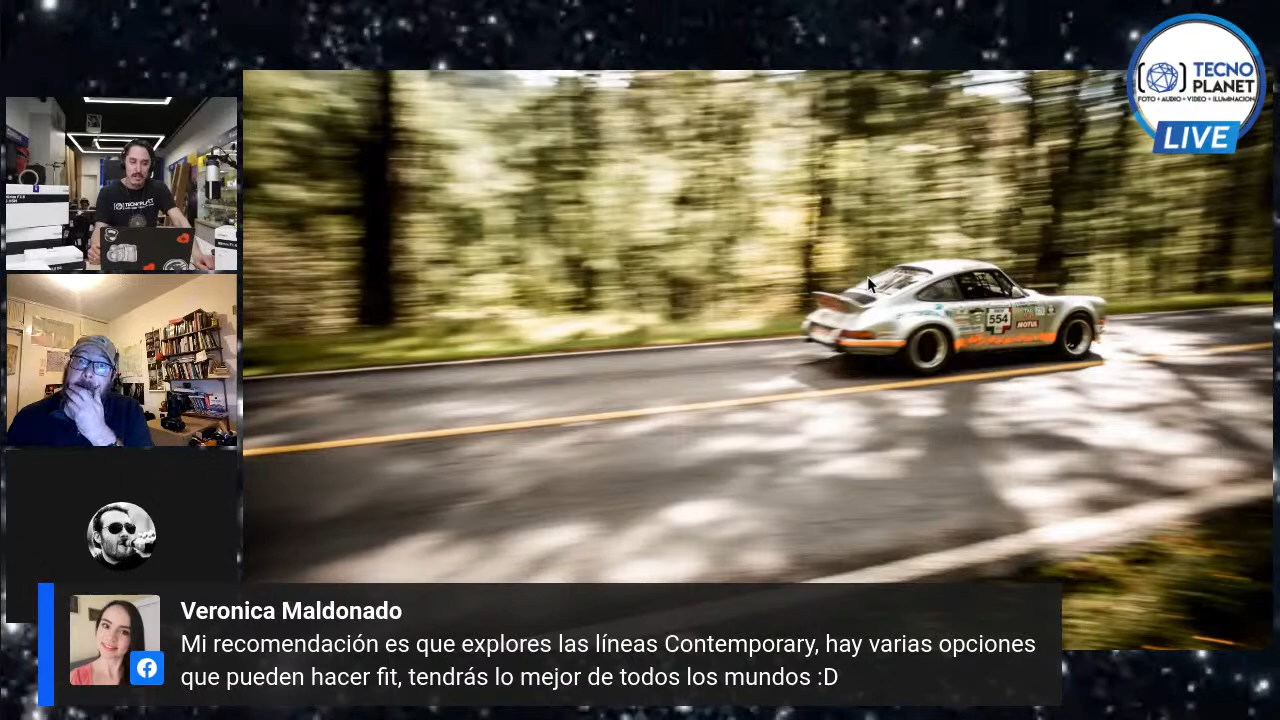 TECNO
PLANET
FOTO + AUDIO + VIDEO + ILUMINACIÓN
LIVE
554
MOTUL
Veronica Maldonado
Mi recomendación es que explores las líneas Contemporary, hay varias opciones
que pueden hacer fit, tendrás lo mejor de todos los mundos :D